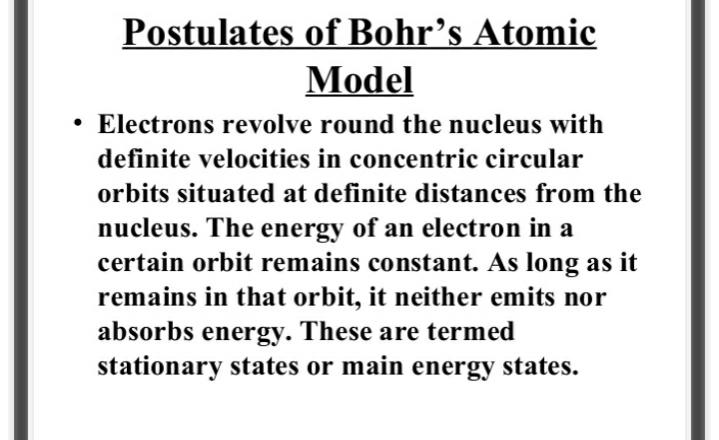 Postulates of Bohr’s Atomic
Model
• Electrons revolve round the nucleus with
definite velocities in concentric circular
orbits situated at definite distances from the
nucleus. The energy of an electron in a
certain orbit remains constant. As long as it
remains in that orbit, it neither emits nor
absorbs energy. These are termed
stationary states or main energy states.